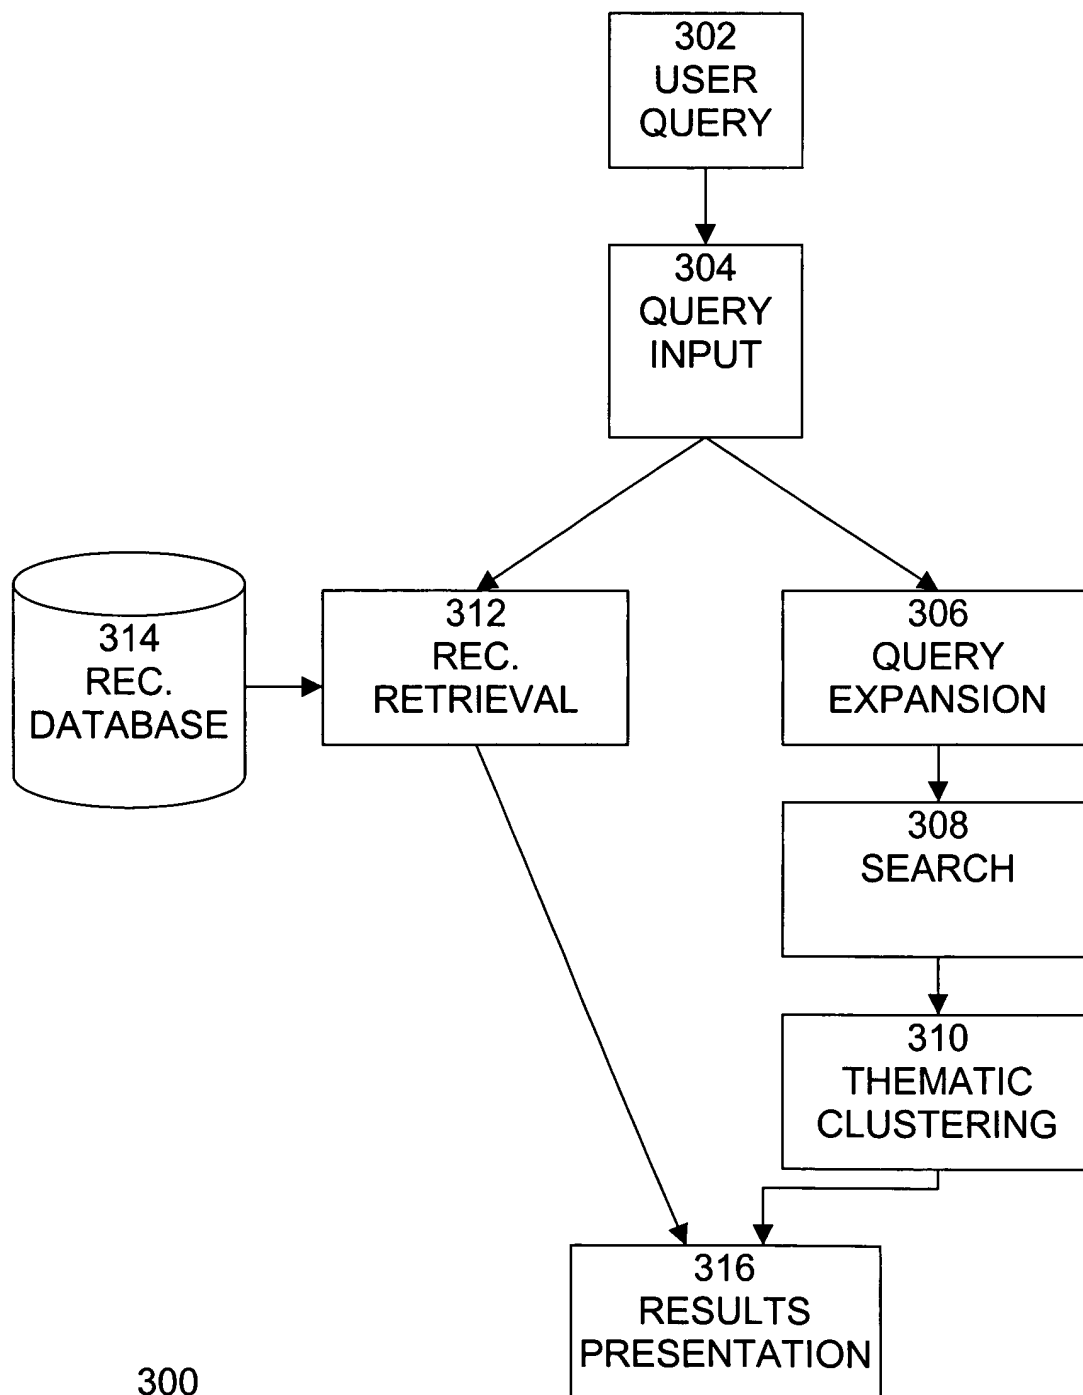 302
USER
QUERY
304
QUERY
INPUT
314
REC.
DATABASE
312
REC.
RETRIEVAL
306
QUERY
EXPANSION
308
SEARCH
310
THEMATIC
CLUSTERING
316
RESULTS
PRESENTATION
300